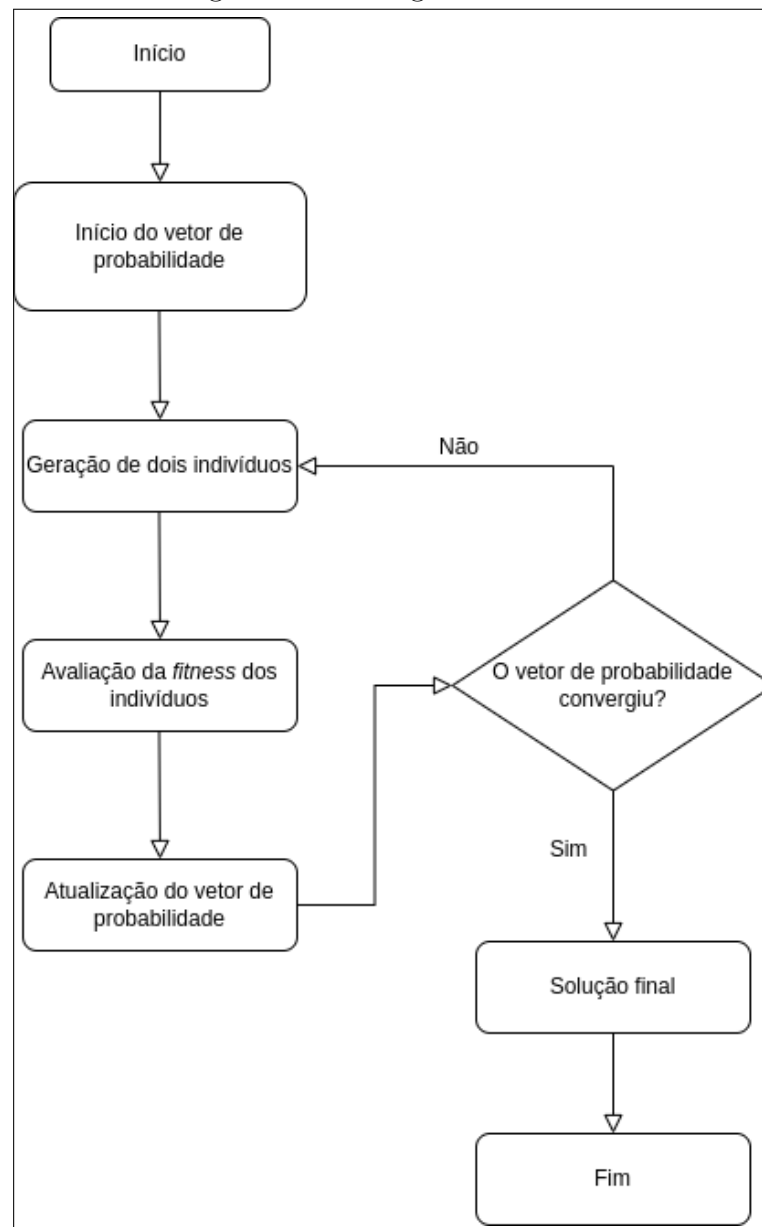 Início
Início do vetor de
probabilidade
Geração de dois indivíduos
Não
Avaliação da fitness dos
indivíduos
O vetor de probabilidade
convergiu?
Atualização do vetor de
probabilidade
Sim
Solução final
Fim